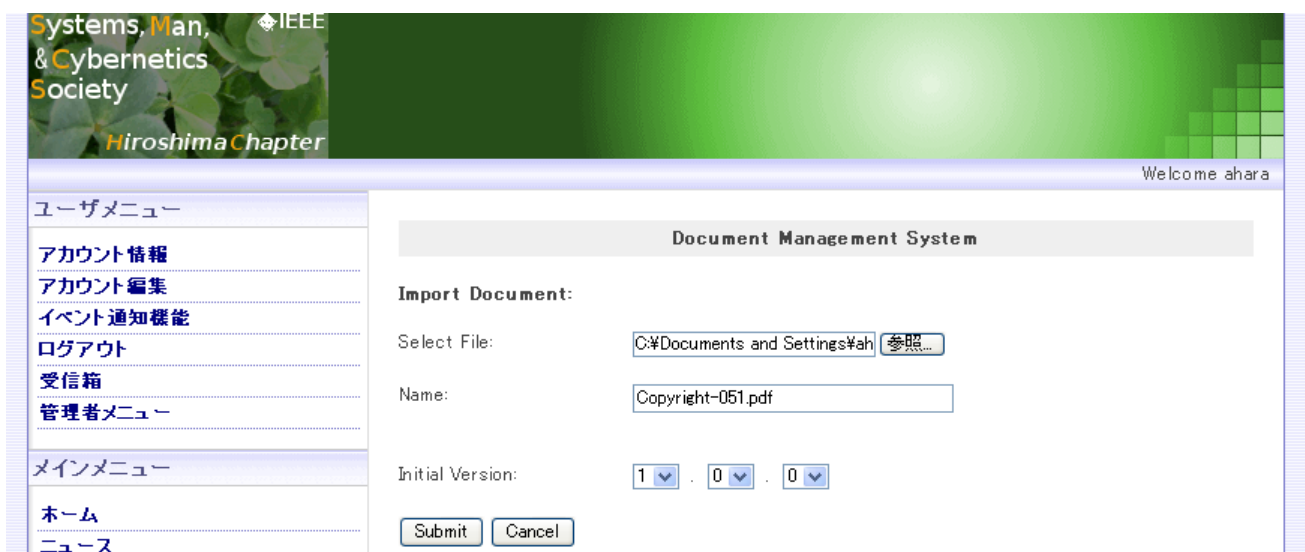 Systems, Man,
IEEE
& Cybernetics
Society
Hiroshima Chapter
Welcome ahara
ユーザメニュー
アカウント情報
アカウント編集
イベント通知機能
ログアウト
受信箱
管理者メニュー
メインメニュー
ホーム
ニュース
Document Management System
Import Document:
Select File:
C:¥Documents and Settings¥ah
参照...
Name:
Copyright-051.pdf
Initial Version:
1 . 0 . 0
Submit Cancel